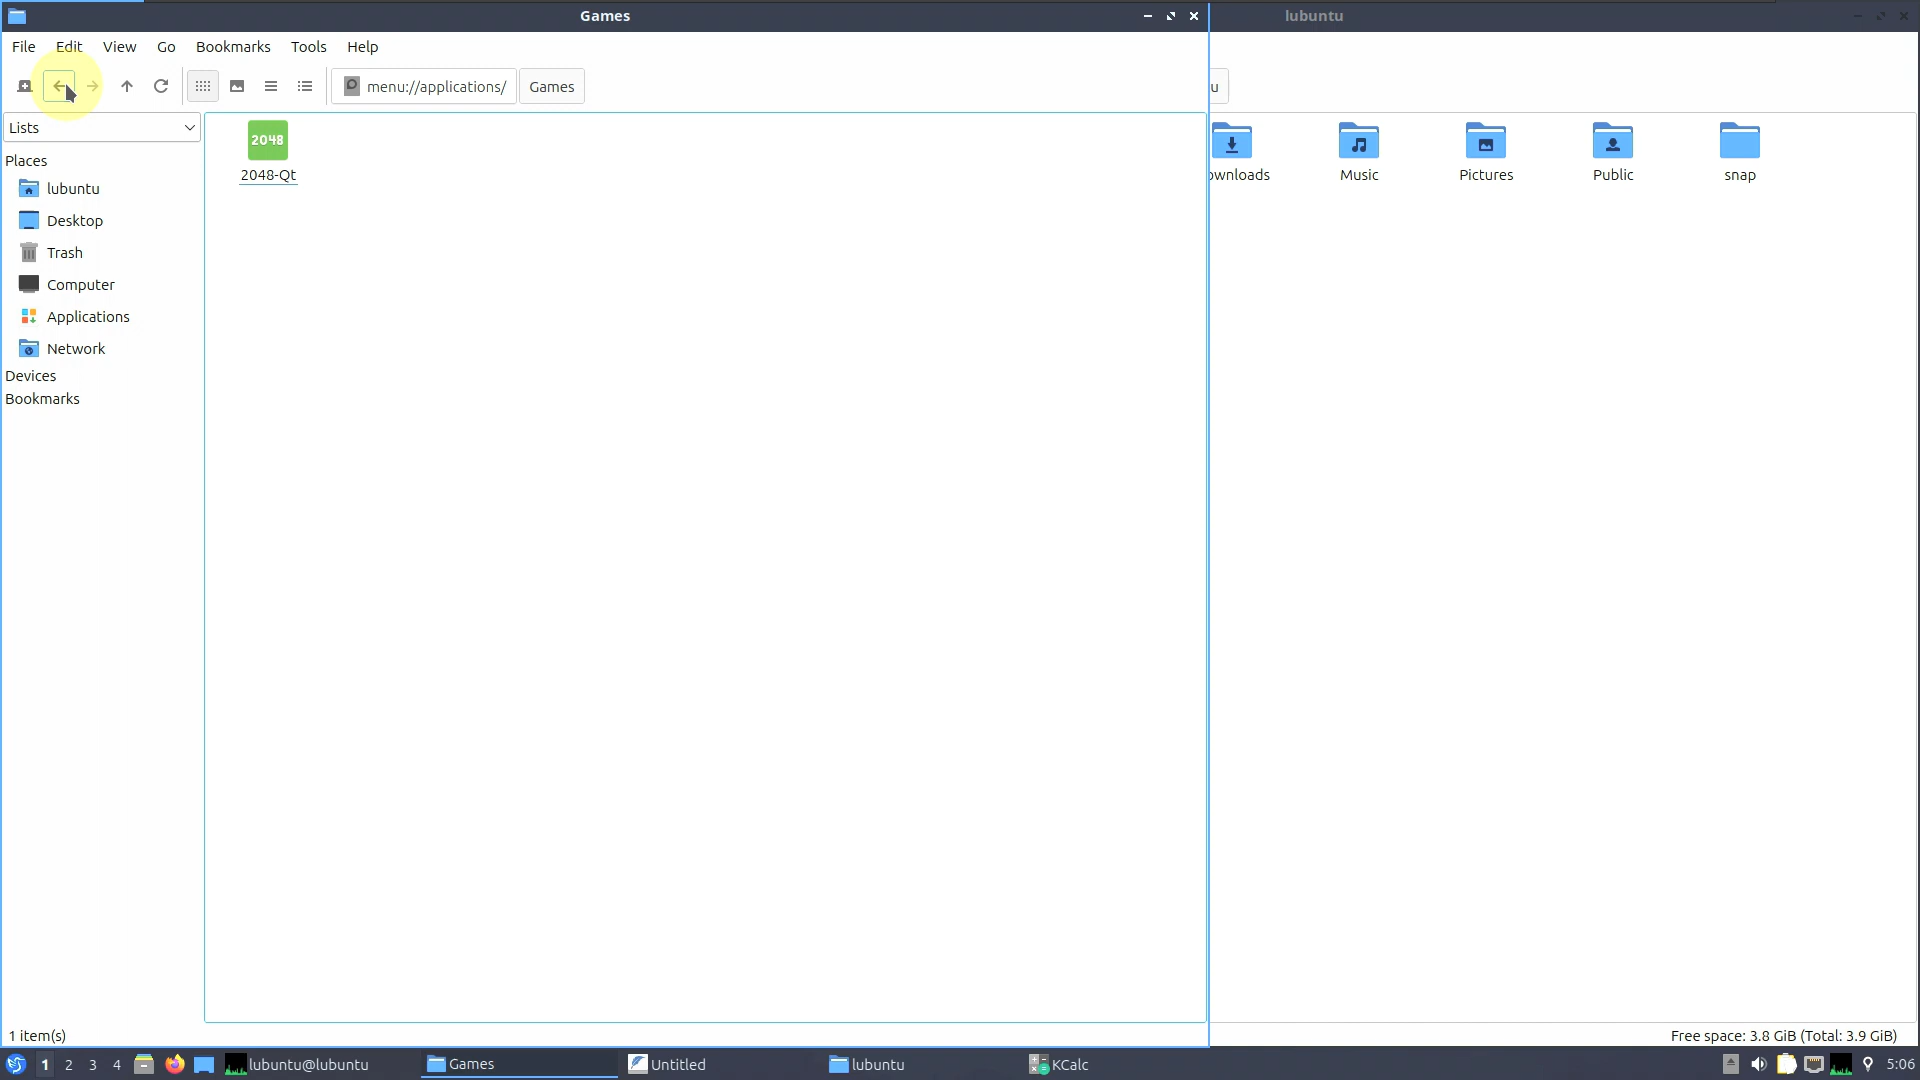 Games
lubuntu
File Edit View Go Bookmarks Tools Help
menu://applications/ Games
u
Lists
Places
lubuntu
Desktop
Trash
Computer
Applications
Network
Devices
Bookmarks
2048
2048-Qt
ownloads
Music
Pictures
Public
snap
1 item(s)
Free space: 3.8 GiB (Total: 3.9 GiB)
1 2 3 4 lubuntu@lubuntu Games Untitled lubuntu KCalc 5:06